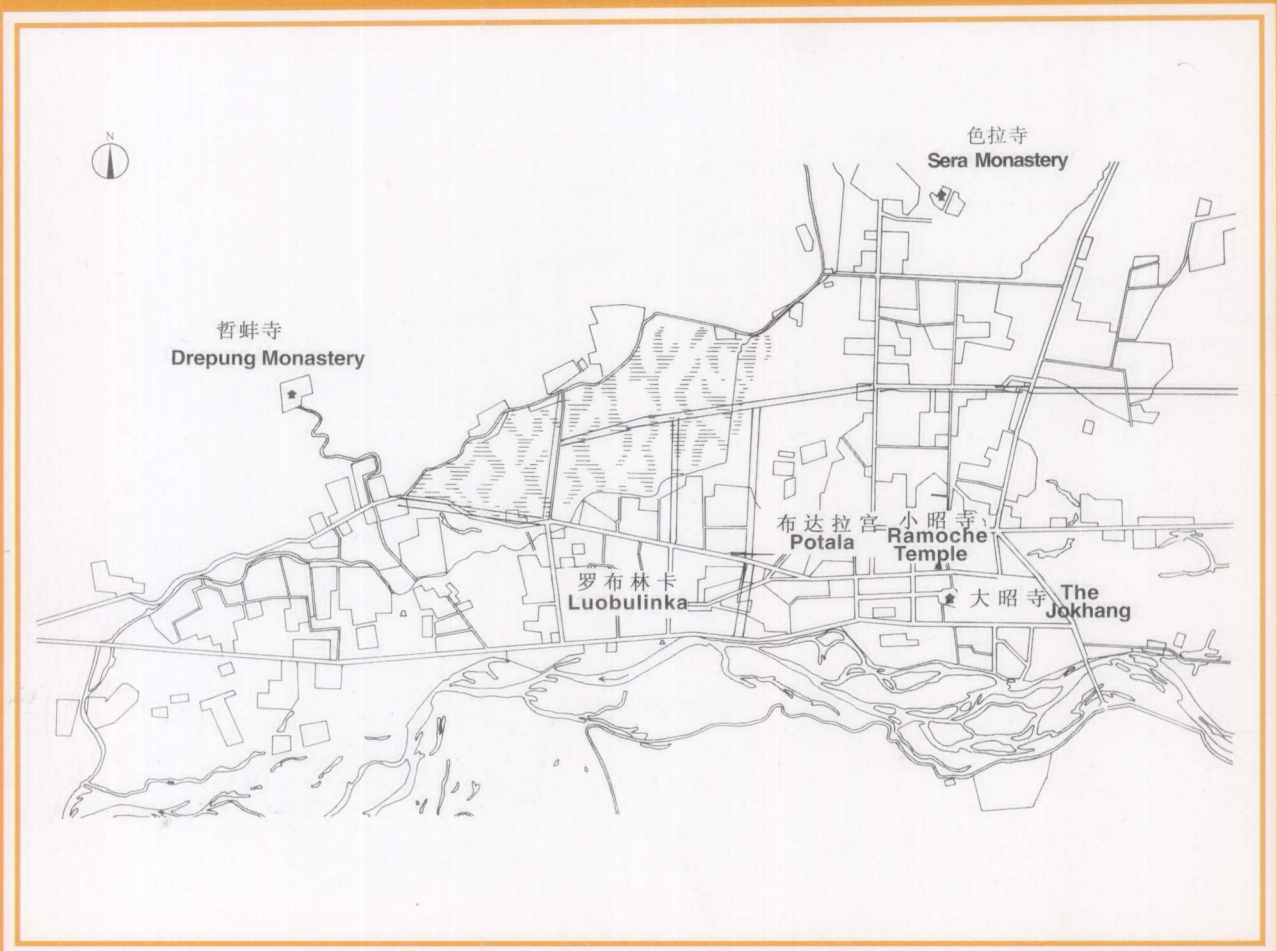 N
色拉寺
Sera Monastery
哲蚌寺
Drepung Monastery
布达拉宫
Potala
小昭寺
Ramoche
Temple
罗布林卡
Luobulinka
大昭寺
The
Jokhang